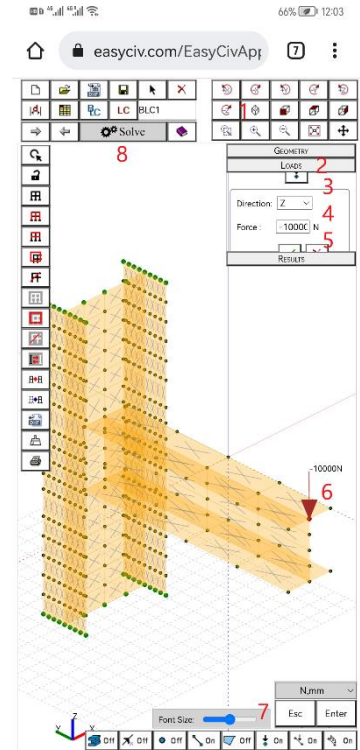 66% 12:03
easyciv.com/EasyCivApp
7
LC BLC1
Solve
8
GEOMETRY
LOADS
2
3
1
Direction: Z
4
Force : -10000 N
5
RESULTS
-10000N
6
N,mm
Font Size:
7
Esc Enter
Z
Y X
Off Off Off On Off On On On